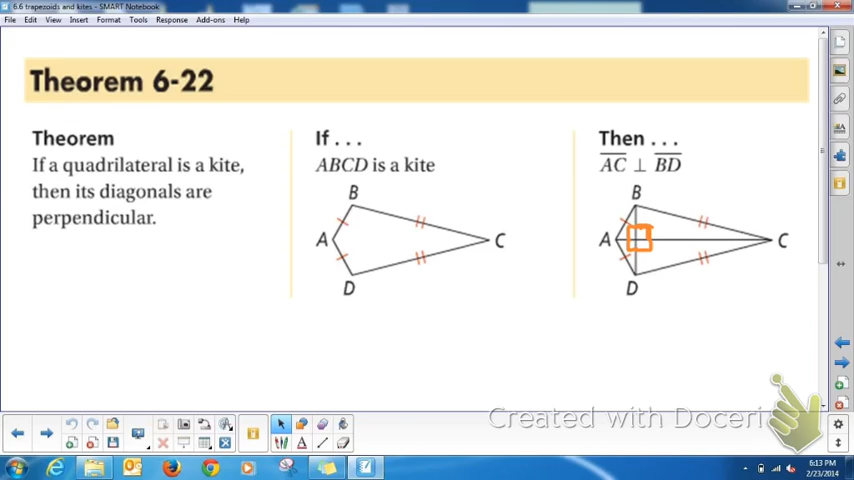 6.6 trapezoids and kites - SMART Notebook
File Edit View Insert Format Tools Response Add-ons Help
Theorem 6-22
Theorem
If a quadrilateral is a kite,
then its diagonals are
perpendicular.
If . . .
ABCD is a kite
B
A
C
D
Then . . .
AC ⊥ BD
B
A
C
D
Created with Doceri
6:13 PM
2/23/2014